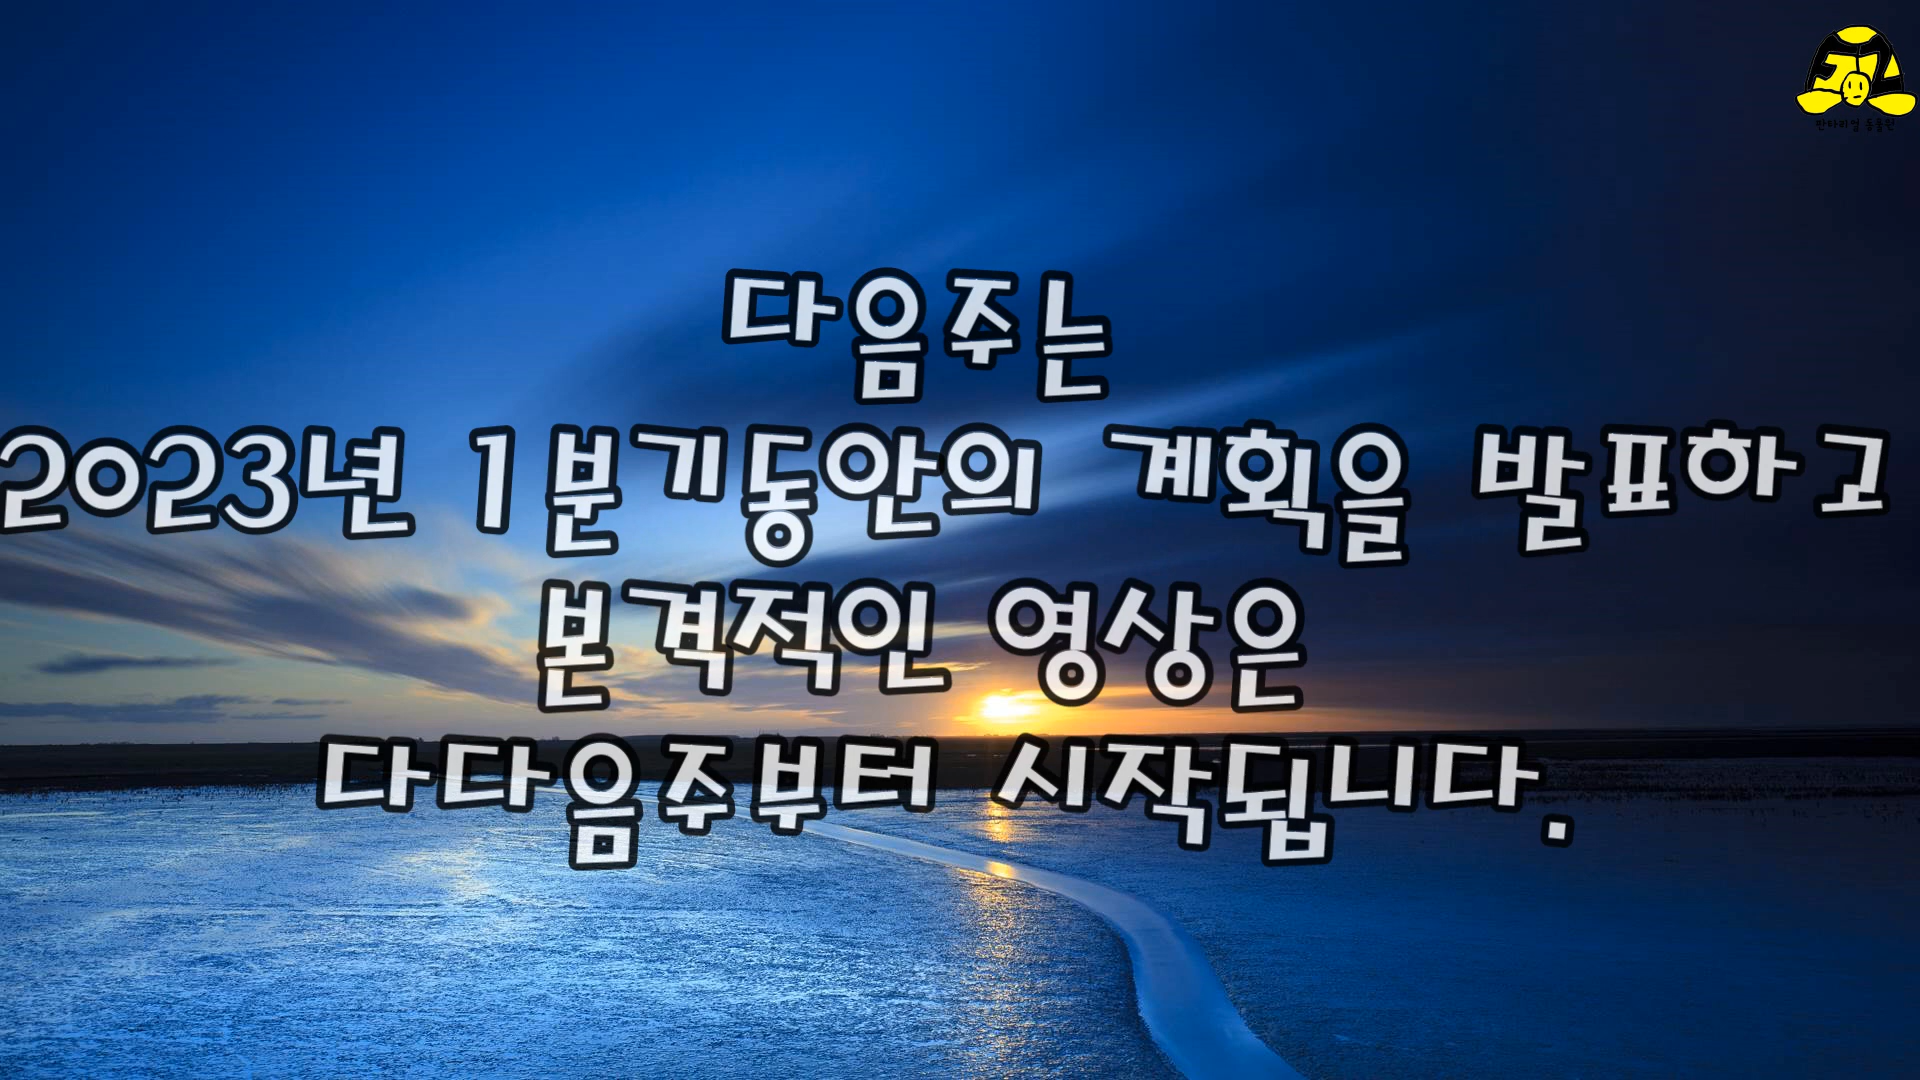 다음주는
2023년 1분기동안의 계획을 발표하고
본격적인 영상은
다다음주부터 시작됩니다.